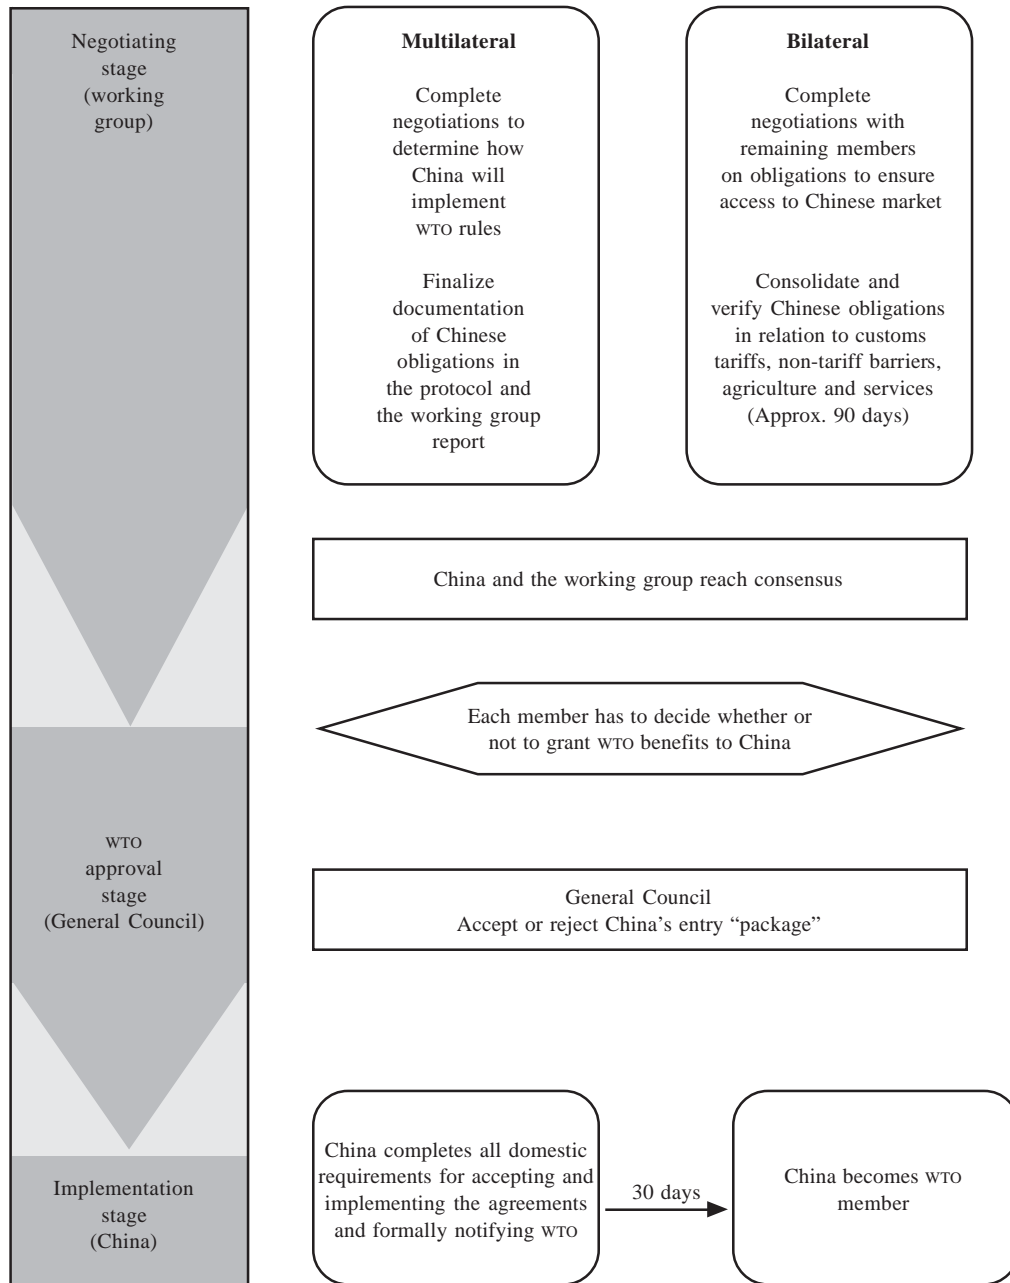 Negotiating
stage
(working
group)
Multilateral
Complete
negotiations to
determine how
China will
implement
WTO rules
Finalize
documentation
of Chinese
obligations in
the protocol and
the working group
report
Bilateral
Complete
negotiations with
remaining members
on obligations to ensure
access to Chinese market
Consolidate and
verify Chinese obligations
in relation to customs
tariffs, non-tariff barriers,
agriculture and services
(Approx. 90 days)
China and the working group reach consensus
Each member has to decide whether or
not to grant WTO benefits to China
WTO
approval
stage
(General Council)
General Council
Accept or reject China’s entry “package”
Implementation
stage
(China)
China completes all domestic
requirements for accepting and
implementing the agreements
and formally notifying WTO
30 days
China becomes WTO
member